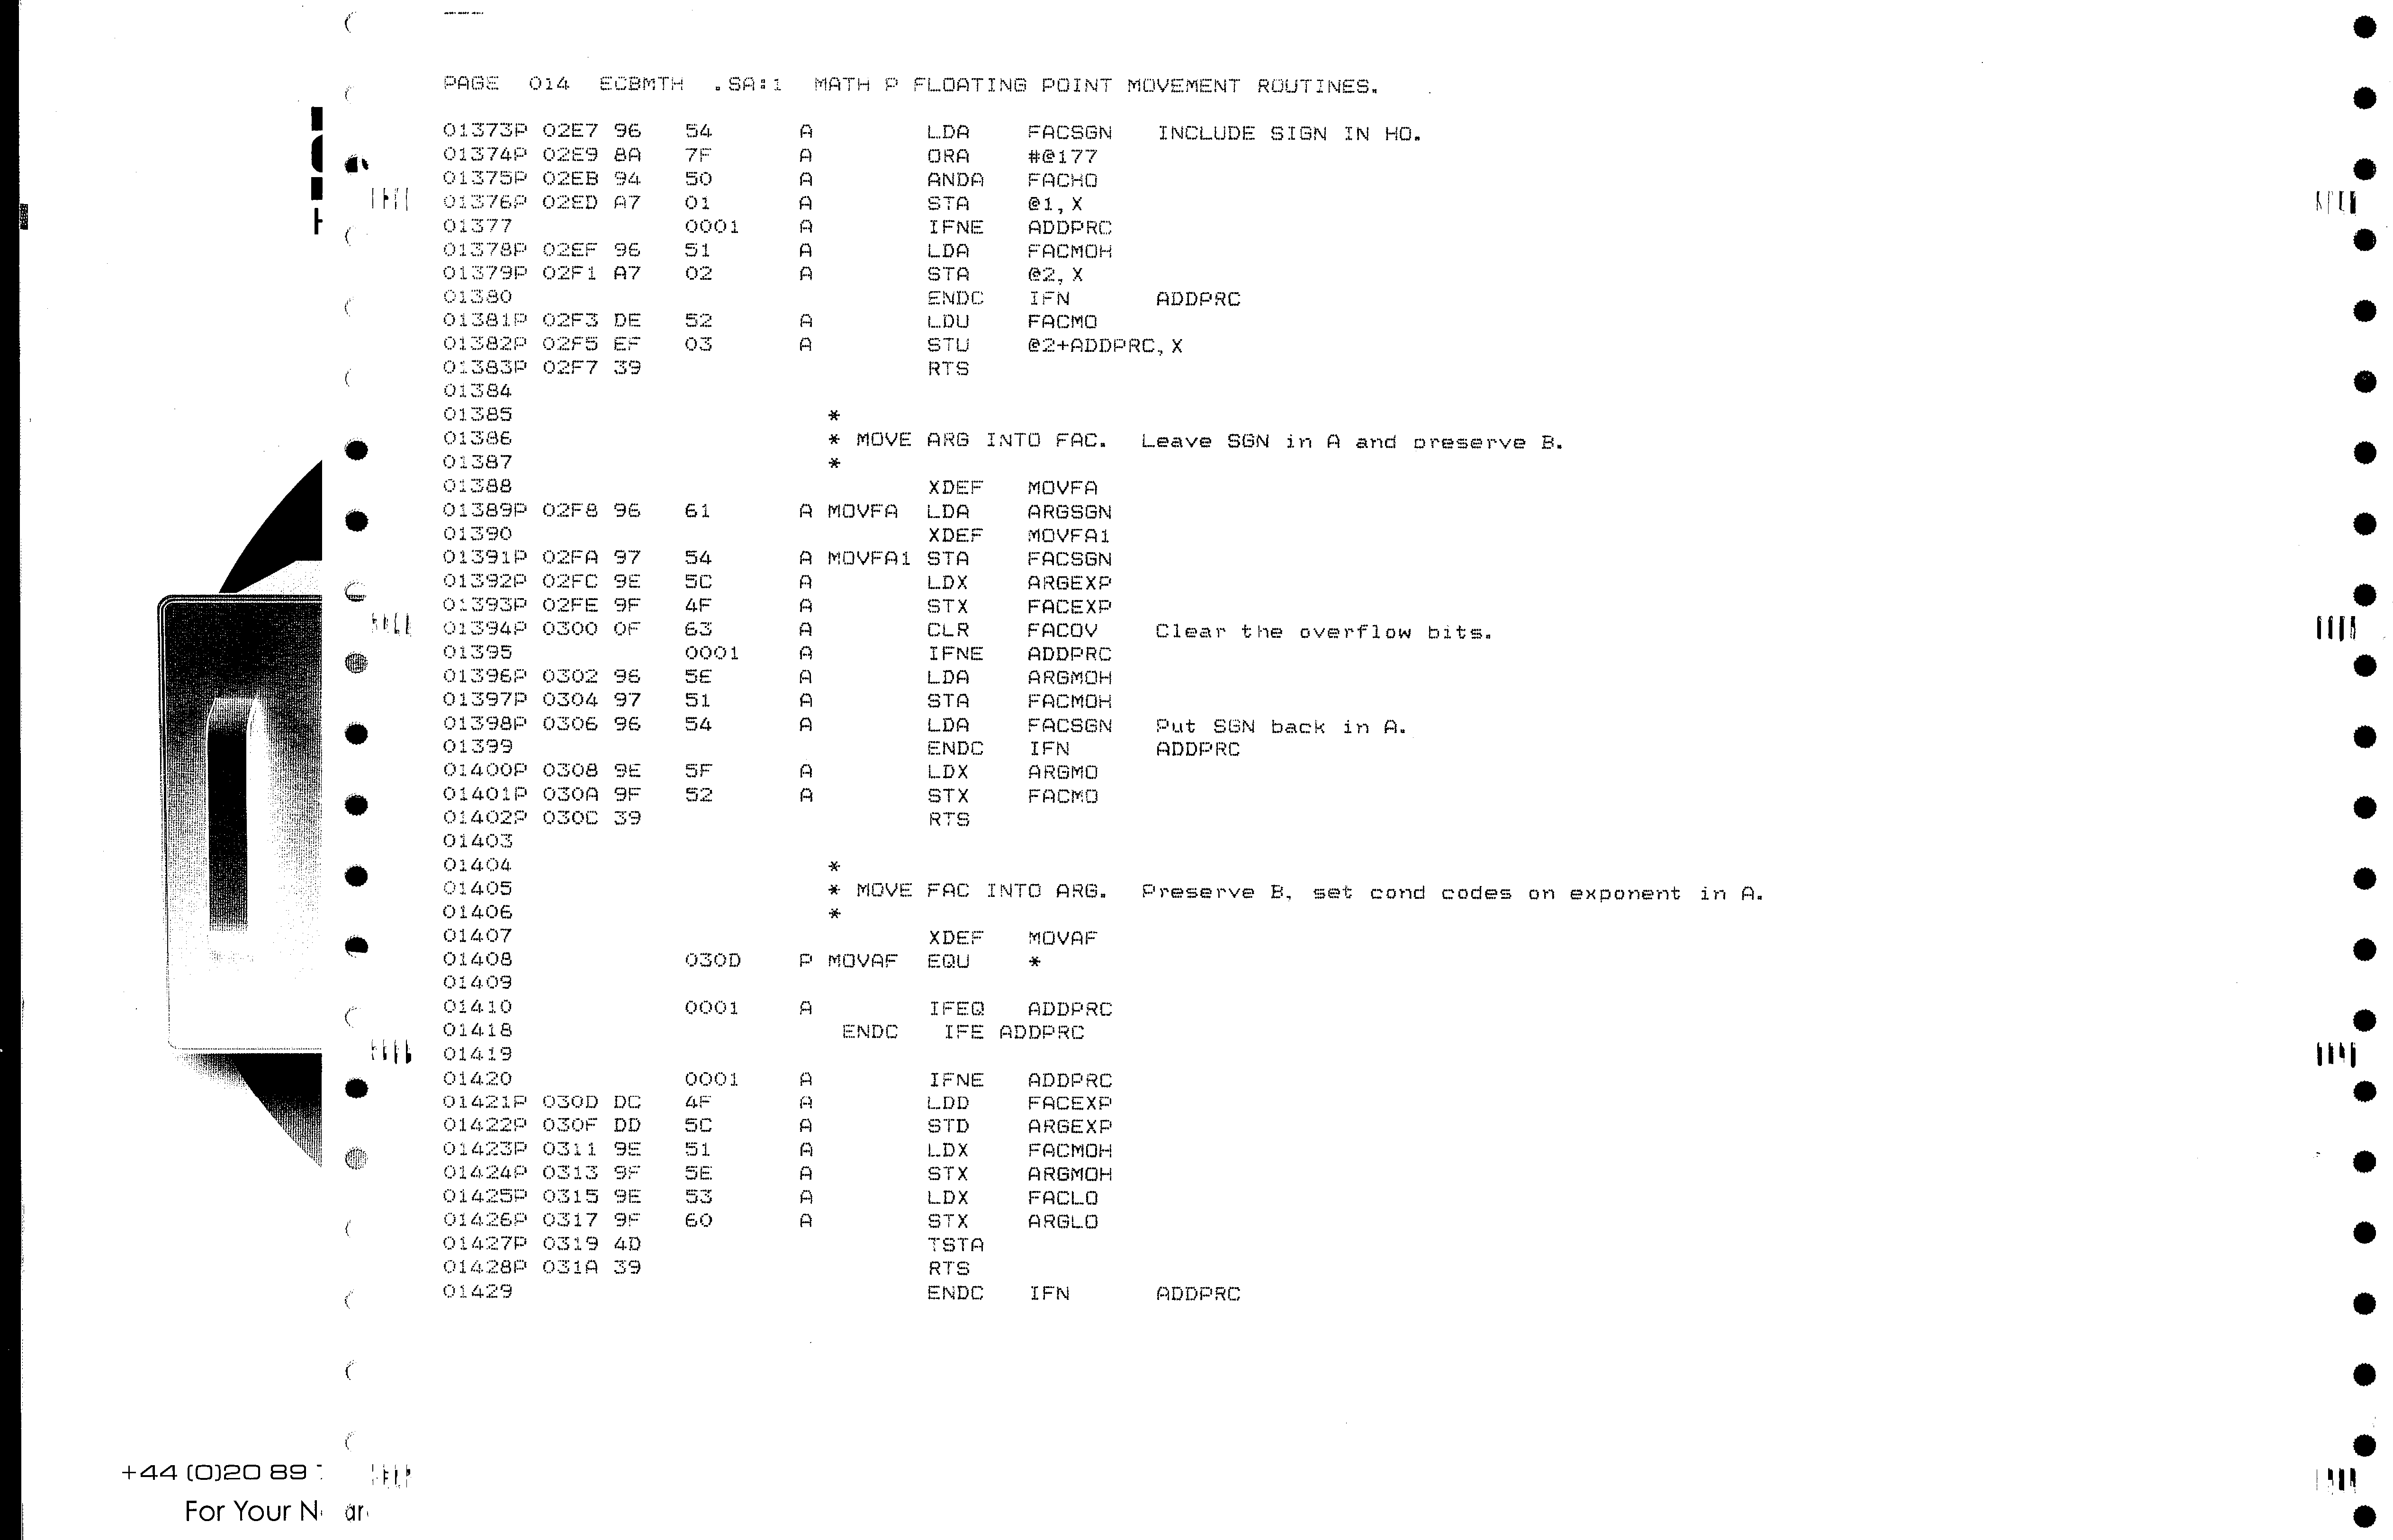 PAGE  014  ECBMTH  .SA:1  MATH P FLOATING POINT MOVEMENT ROUTINES.
01373P 02E7 96   54      A        LDA    FACSGN   INCLUDE SIGN IN HO.
01374P 02E9 8A   7F      A        ORA    #@177
01375P 02EB 94   50      A        ANDA   FACHO
01376P 02ED A7   01      A        STA    @1,X
01377            0001    A        IFNE   ADDPRC
01378P 02EF 96   51      A        LDA    FACMOH
01379P 02F1 A7   02      A        STA    @2,X
01380                             ENDC   IFN      ADDPRC
01381P 02F3 DE   52      A        LDU    FACMO
01382P 02F5 EF   03      A        STU    @2+ADDPRC,X
01383P 02F7 39                    RTS
01384
01385                      *
01386                      * MOVE ARG INTO FAC.  Leave SGN in A and preserve B.
01387                      *
01388                             XDEF   MOVFA
01389P 02F8 96   61      A MOVFA  LDA    ARGSGN
01390                             XDEF   MOVFA1
01391P 02FA 97   54      A MOVFA1 STA    FACSGN
01392P 02FC 9E   5C      A        LDX    ARGEXP
01393P 02FE 9F   4F      A        STX    FACEXP
01394P 0300 0F   63      A        CLR    FACOV    Clear the overflow bits.
01395            0001    A        IFNE   ADDPRC
01396P 0302 96   5E      A        LDA    ARGMOH
01397P 0304 97   51      A        STA    FACMOH
01398P 0306 96   54      A        LDA    FACSGN   Put SGN back in A.
01399                             ENDC   IFN      ADDPRC
01400P 0308 9E   5F      A        LDX    ARGMO
01401P 030A 9F   52      A        STX    FACMO
01402P 030C 39                    RTS
01403
01404                      *
01405                      * MOVE FAC INTO ARG.  Preserve B, set cond codes on exponent in A.
01406                      *
01407                             XDEF   MOVAF
01408            030D    P MOVAF  EQU    *
01409
01410            0001    A        IFEQ   ADDPRC
01418                       ENDC   IFE ADDPRC
01419
01420            0001    A        IFNE   ADDPRC
01421P 030D DC   4F      A        LDD    FACEXP
01422P 030F DD   5C      A        STD    ARGEXP
01423P 0311 9E   51      A        LDX    FACMOH
01424P 0313 9F   5E      A        STX    ARGMOH
01425P 0315 9E   53      A        LDX    FACLO
01426P 0317 9F   60      A        STX    ARGLO
01427P 0319 4D                    TSTA
01428P 031A 39                    RTS
01429                             ENDC   IFN      ADDPRC
+44 (0)20 89
For Your